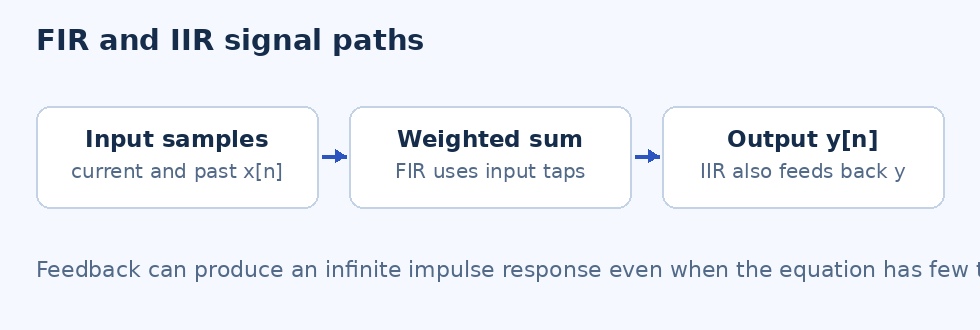 FIR and IIR signal paths
Input samples
current and past x[n]
Weighted sum
FIR uses input taps
Output y[n]
IIR also feeds back y
Feedback can produce an infinite impulse response even when the equation has few